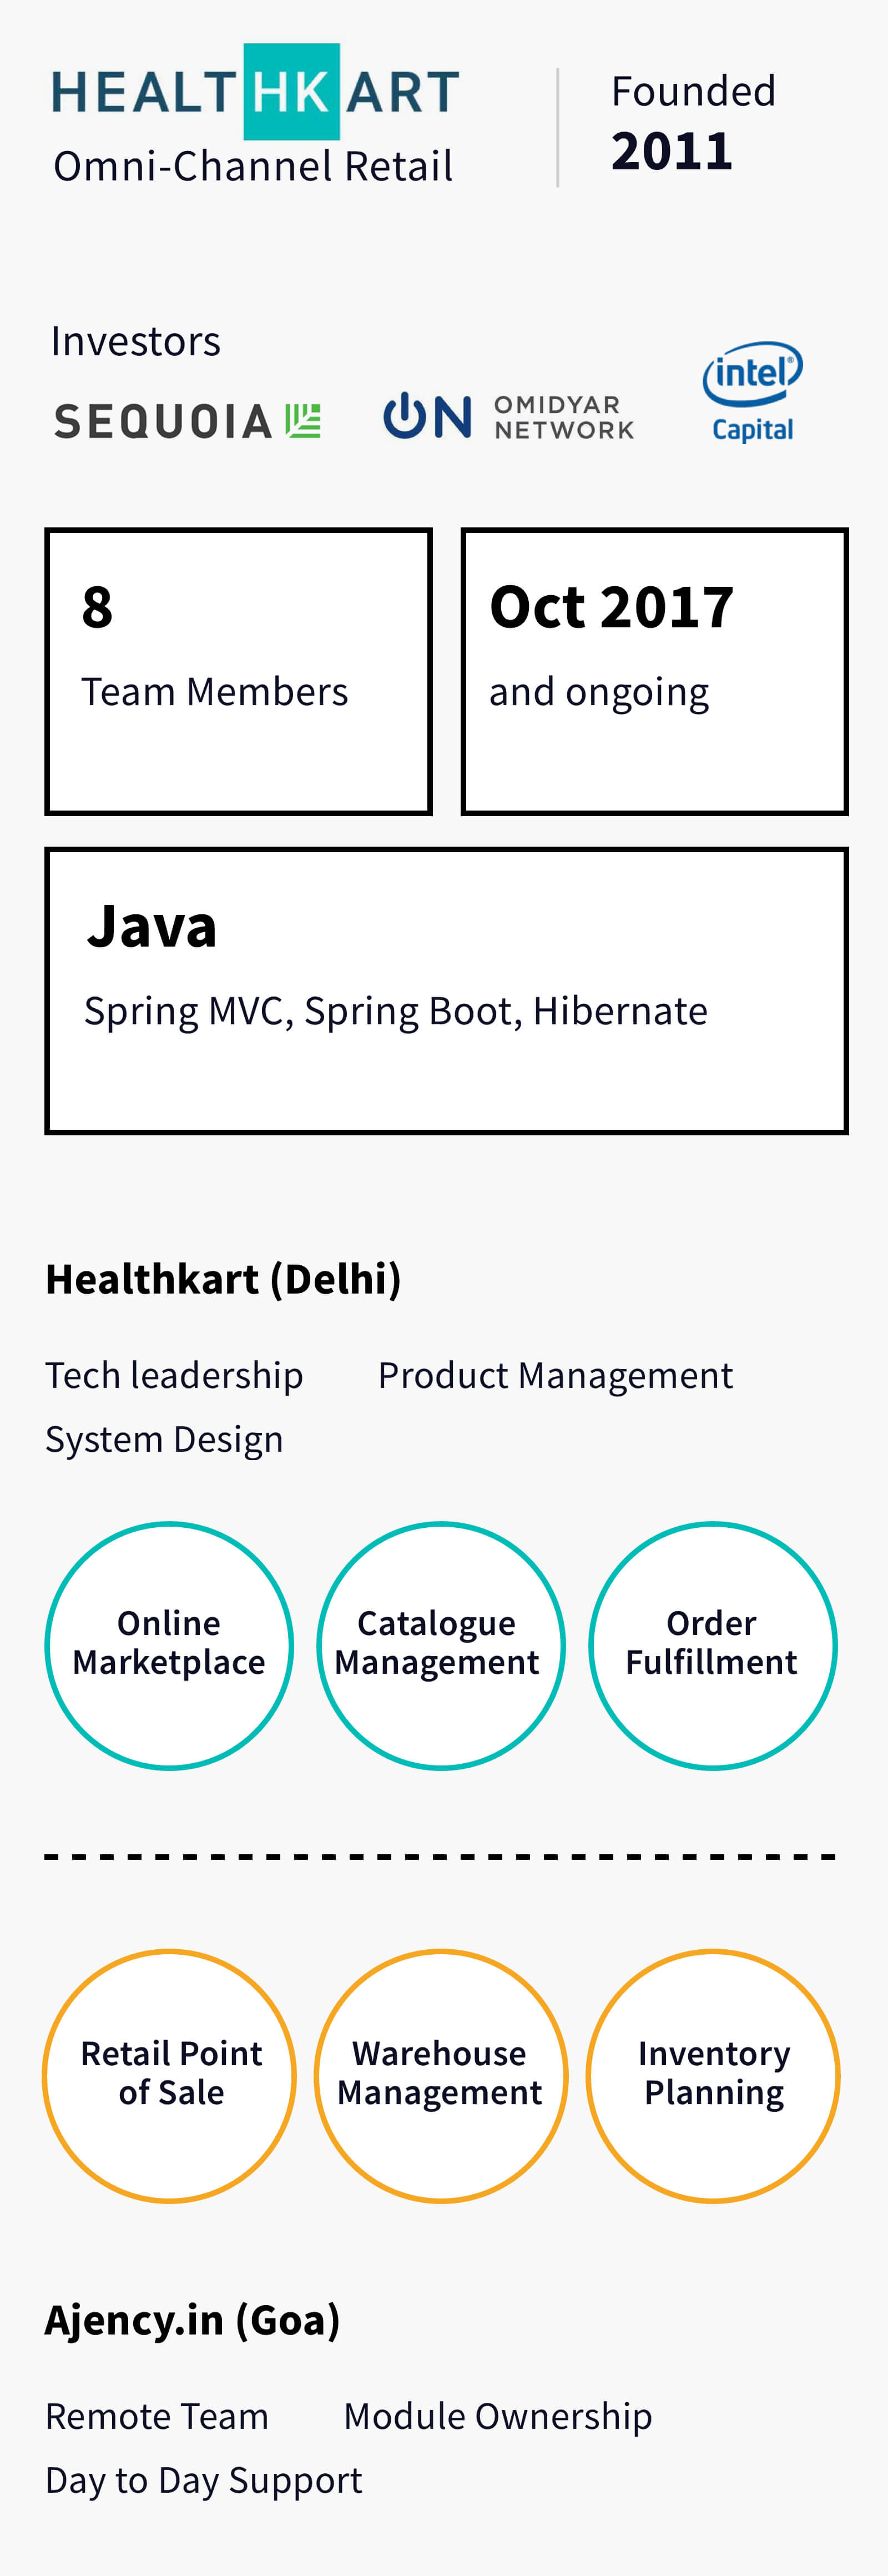 HEALTHKART
Omni-Channel Retail
Founded
2011
Investors
SEQUOIA
ON OMIDYAR
NETWORK
intel®
Capital
8
Team Members
Oct 2017
and ongoing
Java
Spring MVC, Spring Boot, Hibernate
Healthkart (Delhi)
Tech leadership Product Management
System Design
Online
Marketplace
Catalogue
Management
Order
Fulfillment
Retail Point
of Sale
Warehouse
Management
Inventory
Planning
Ajency.in (Goa)
Remote Team Module Ownership
Day to Day Support